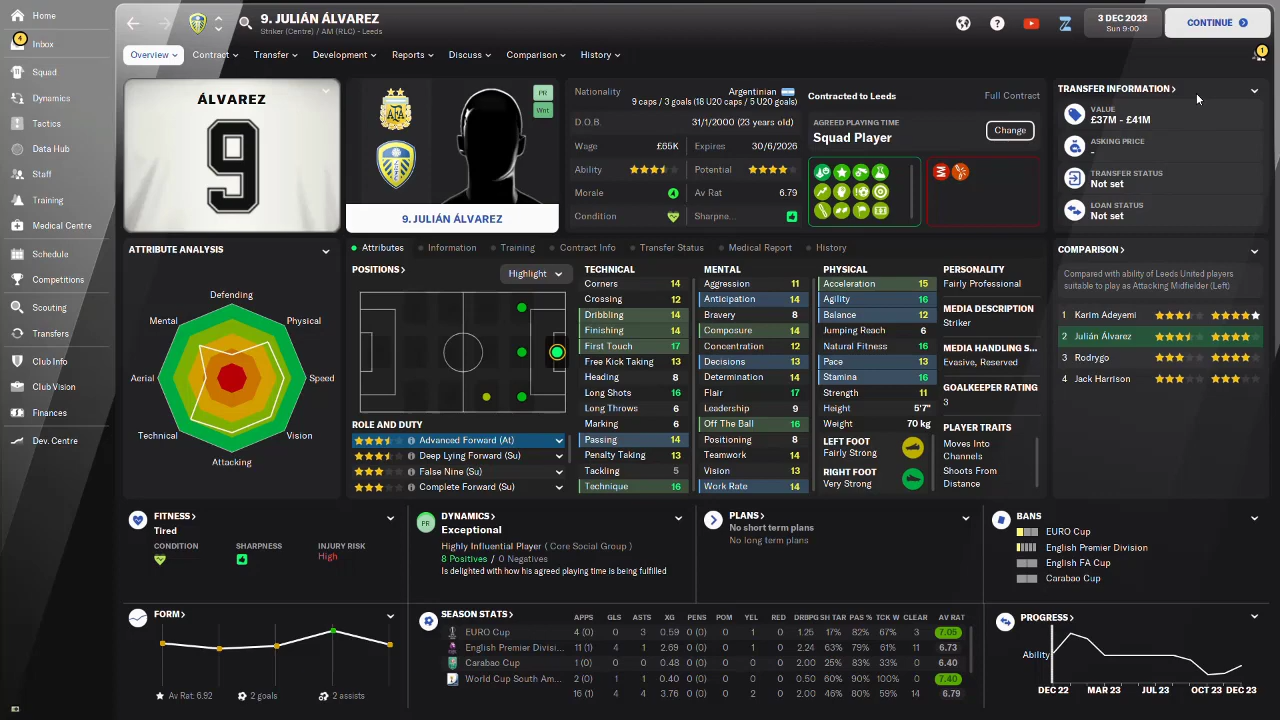 Home
4
Inbox
Squad
Dynamics
Tactics
Data Hub
Staff
Training
Medical Centre
Schedule
Competitions
Scouting
Transfers
Club Info
Club Vision
Finances
Dev. Centre
9. JULIÁN ÁLVAREZ
Striker (Centre) / AM (RLC) - Leeds
3 DEC 2023
Sun 9:00
CONTINUE
1
Overview
Contract
Transfer
Development
Reports
Discuss
Comparison
History
ÁLVAREZ
9
PR
Wnt
9. JULIÁN ÁLVAREZ
Nationality Argentinian
9 caps / 3 goals (18 U20 caps / 5 U20 goals)
D.O.B. 31/1/2000 (23 years old)
Wage £65K Expires 30/6/2026
Ability Potential
Morale Av Rat 6.79
Condition Sharpne...
Contracted to Leeds Full Contract
AGREED PLAYING TIME
Squad Player
Change
TRANSFER INFORMATION >
VALUE
£37M - £41M
ASKING PRICE
-
TRANSFER STATUS
Not set
LOAN STATUS
Not set
ATTRIBUTE ANALYSIS
Defending
Mental Physical
Aerial Speed
Technical Vision
Attacking
Attributes Information Training Contract Info Transfer Status Medical Report History
POSITIONS >
Highlight
ROLE AND DUTY
Advanced Forward (At)
Deep Lying Forward (Su)
False Nine (Su)
Complete Forward (Su)
TECHNICAL
Corners 14
Crossing 12
Dribbling 14
Finishing 14
First Touch 17
Free Kick Taking 13
Heading 8
Long Shots 16
Long Throws 6
Marking 6
Passing 14
Penalty Taking 13
Tackling 5
Technique 16
MENTAL
Aggression 11
Anticipation 14
Bravery 8
Composure 14
Concentration 12
Decisions 13
Determination 14
Flair 17
Leadership 9
Off The Ball 16
Positioning 8
Teamwork 14
Vision 13
Work Rate 14
PHYSICAL
Acceleration 15
Agility 16
Balance 12
Jumping Reach 6
Natural Fitness 16
Pace 13
Stamina 16
Strength 11
Height 5'7"
Weight 70 kg
LEFT FOOT
Fairly Strong
RIGHT FOOT
Very Strong
PERSONALITY
Fairly Professional
MEDIA DESCRIPTION
Striker
MEDIA HANDLING S...
Evasive, Reserved
GOALKEEPER RATING
3
PLAYER TRAITS
Moves Into
Channels
Shoots From
Distance
COMPARISON >
Compared with ability of Leeds United players
suitable to play as Attacking Midfielder (Left)
1 Karim Adeyemi
2 Julián Álvarez
3 Rodrygo
4 Jack Harrison
FITNESS >
Tired
CONDITION SHARPNESS INJURY RISK
High
PR
DYNAMICS >
Exceptional
Highly Influential Player ( Core Social Group )
8 Positives / 0 Negatives
Is delighted with how his agreed playing time is being fulfilled
PLANS >
No short term plans
No long term plans
BANS
EURO Cup
English Premier Division
English FA Cup
Carabao Cup
FORM >
Av Rat. 6.92 2 goals 2 assists
SEASON STATS > APPS GLS ASTS XG PENS POM YEL RED DRBPG SH TAR PAS % TCK W CLEAR AV RAT
EURO Cup 4 (0) 0 3 0.59 0 (0) 0 1 0 1.25 17% 82% 67% 3 7.05
English Premier Divisi... 11 (1) 4 1 2.69 0 (0) 0 1 0 2.24 63% 79% 61% 11 6.73
Carabao Cup 1 (0) 0 0 0.48 0 (0) 0 0 0 2.00 25% 83% 33% 0 6.40
World Cup South Am... 2 (0) 1 1 0.40 0 (0) 0 0 0 0.50 60% 90% 100% 0 7.40
16 (1) 4 4 3.76 0 (0) 0 2 0 2.00 46% 80% 59% 14 6.79
PROGRESS >
Ability
DEC 22 MAR 23 JUL 23 OCT 23 DEC 23